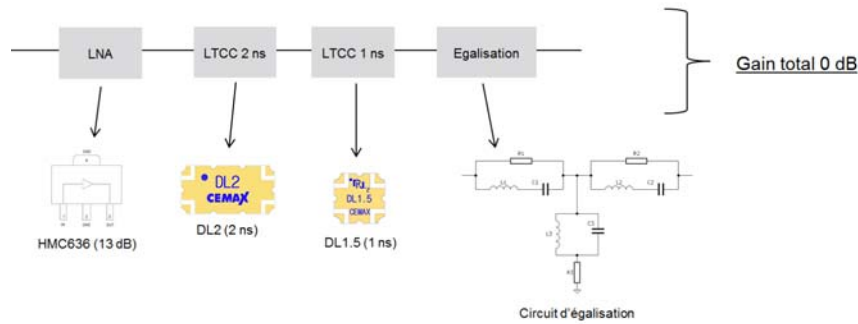 LNA
LTCC 2 ns
LTCC 1 ns
Egalisation
Gain total 0 dB
HMC636 (13 dB)
DL2
CEMAX
DL2 (2 ns)
DL1.5
CEMAX
DL1.5 (1 ns)
R1
L1
C1
R2
L2
C2
L3
C3
R3
Circuit d'égalisation